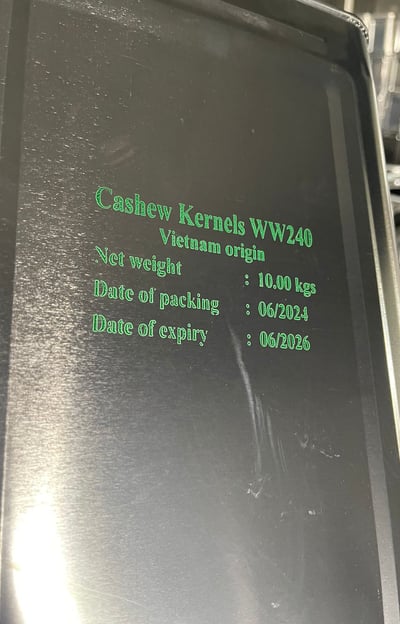 Cashew Kernels WW240
Vietnam origin
Net weight : 10.00 kgs
Date of packing : 06/2024
Date of expiry : 06/2026